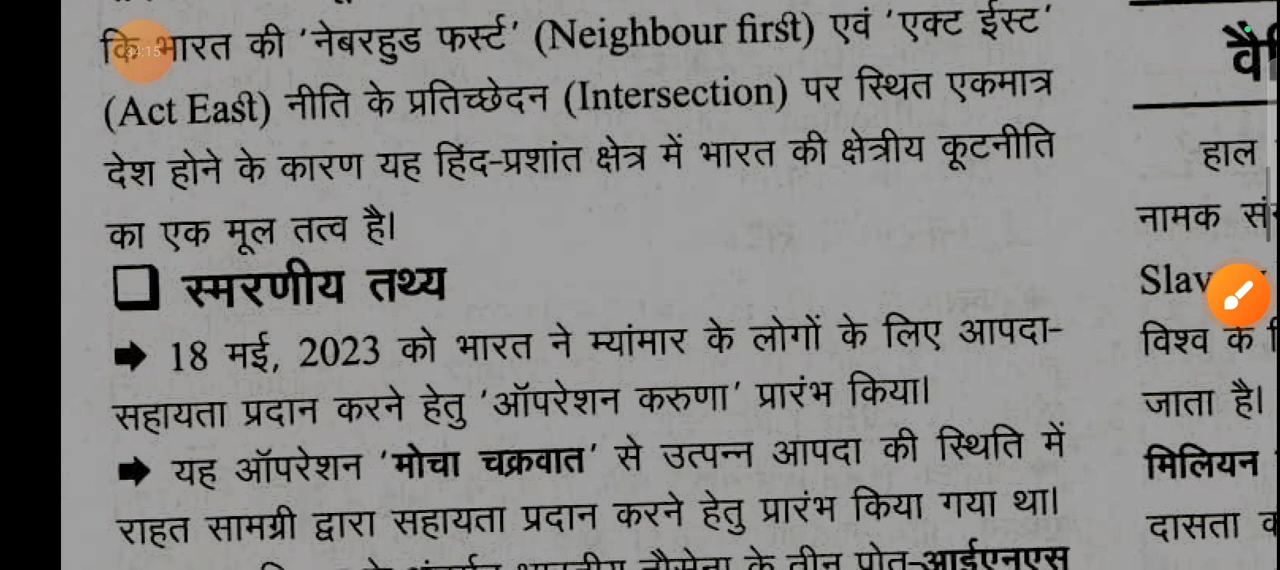 कि भारत की 'नेबरहुड फर्स्ट' (Neighbour first) एवं 'एक्ट ईस्ट'
(Act East) नीति के प्रतिच्छेदन (Intersection) पर स्थित एकमात्र
देश होने के कारण यह हिंद-प्रशांत क्षेत्र में भारत की क्षेत्रीय कूटनीति
का एक मूल तत्व है।
❑ स्मरणीय तथ्य
➡ 18 मई, 2023 को भारत ने म्यांमार के लोगों के लिए आपदा-
सहायता प्रदान करने हेतु 'ऑपरेशन करुणा' प्रारंभ किया।
➡ यह ऑपरेशन 'मोचा चक्रवात' से उत्पन्न आपदा की स्थिति में
राहत सामग्री द्वारा सहायता प्रदान करने हेतु प्रारंभ किया गया था।
भारतीय नौसेना के तीन पोत-आईएनएस
हाल
नामक
विश्व के
जाता है।
मिलियन
दासता